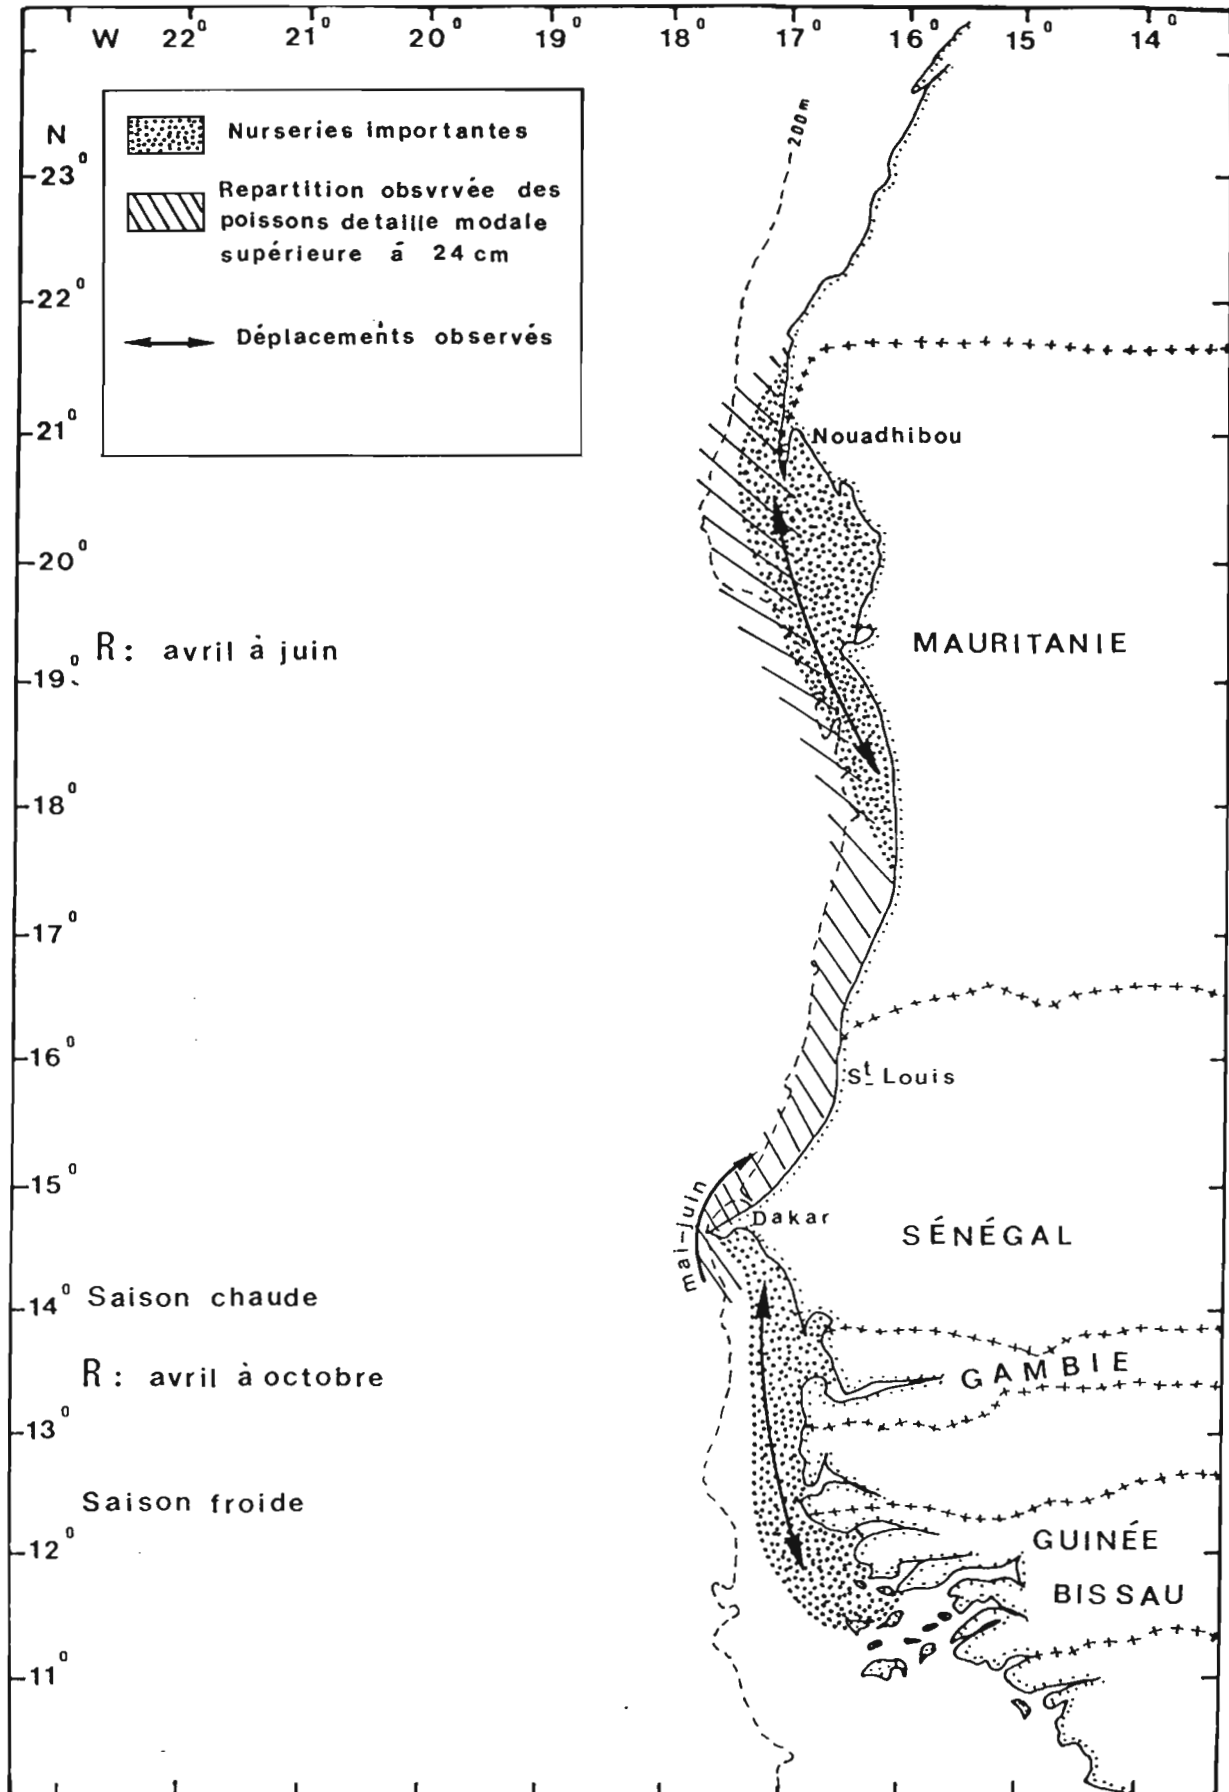 W 22° 21° 20° 19° 18° 17° 16° 15° 14°
N
23°
22°
21°
20°
19°
18°
17°
16°
15°
14°
13°
12°
11°
Nurseries importantes
Repartition obsvrvée des
poissons de taille modale
supérieure á 24 cm
Déplacements observés
200m
Nouadhibou
MAURITANIE
R: avril à juin
St Louis
mai-juin
Dakar
SÉNÉGAL
Saison chaude
R: avril à octobre
GAMBIE
Saison froide
GUINÉE
BISSAU